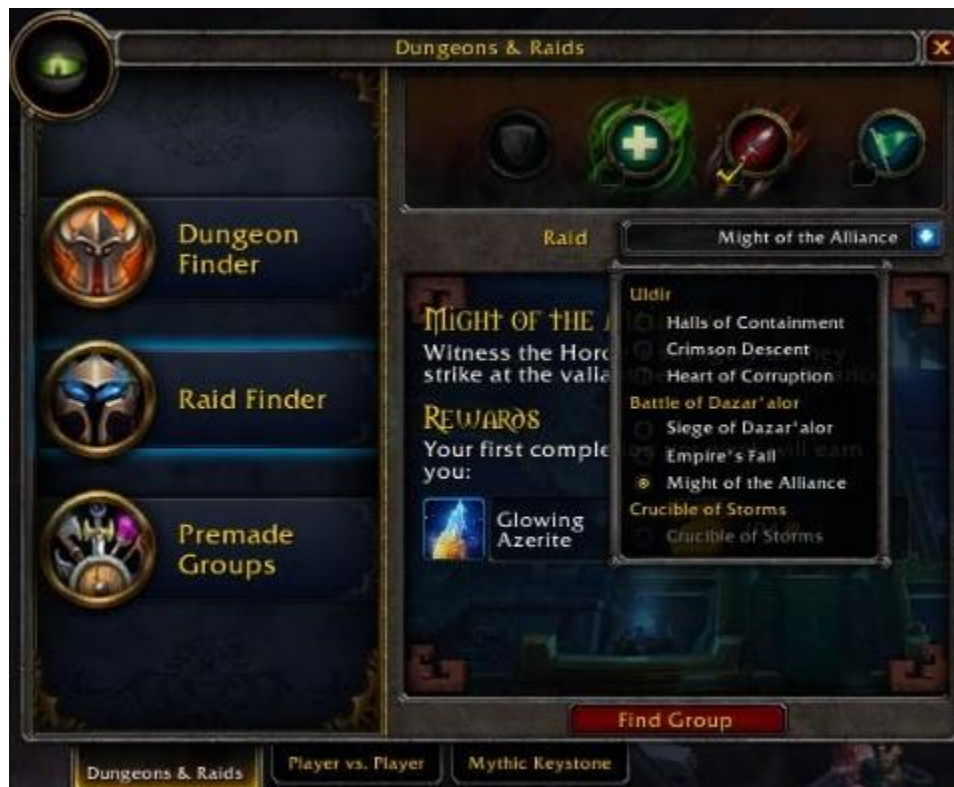 Dungeons & Raids
Dungeon
Finder
Raid Finder
Premade
Groups
Raid
Might of the Alliance
Uldir
Halls of Containment
Crimson Descent
Heart of Corruption
Battle of Dazar'alor
Siege of Dazar'alor
Empire's Fall
Might of the Alliance
Crucible of Storms
Crucible of Storms
MIGHT OF THE
Witness the
strike at the
REWARDS
Your first
you:
Glowing
Azerite
Find Group
Dungeons & Raids
Player vs. Player
Mythic Keystone